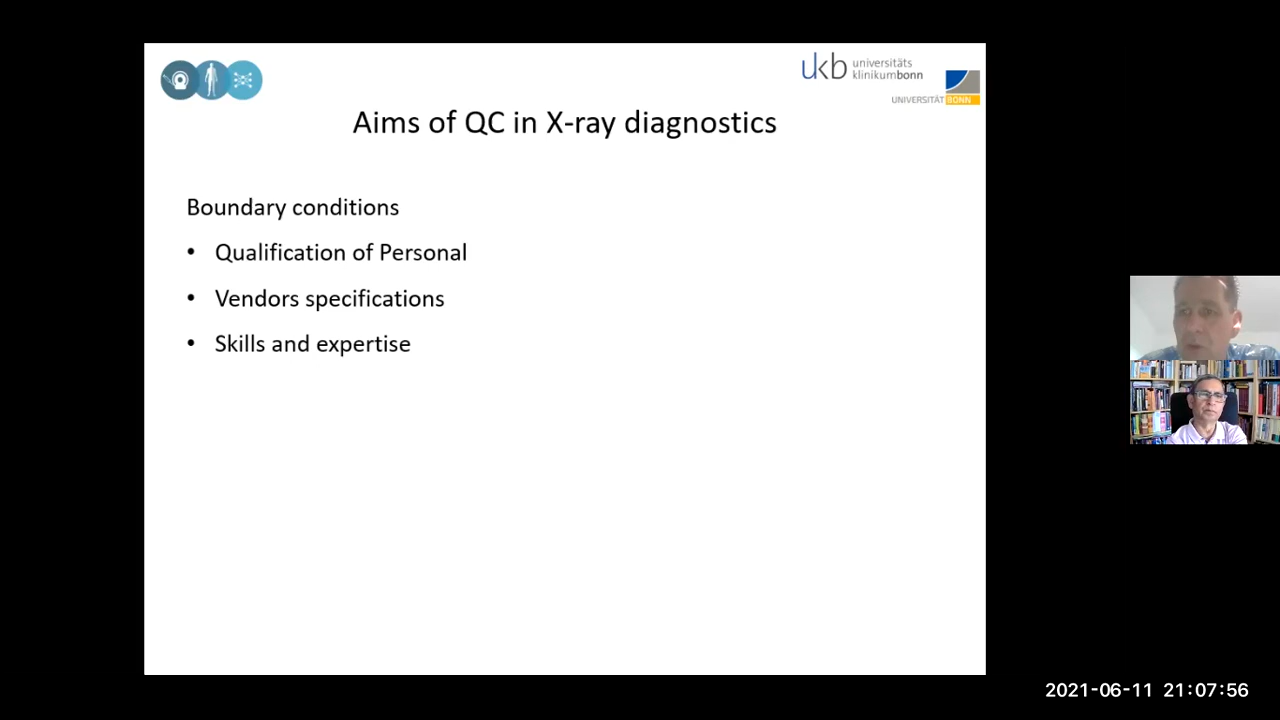 ukb universitäts
klinikumbonn
UNIVERSITÄT BONN
Aims of QC in X-ray diagnostics
Boundary conditions
• Qualification of Personal
• Vendors specifications
• Skills and expertise
2021-06-11 21:07:56